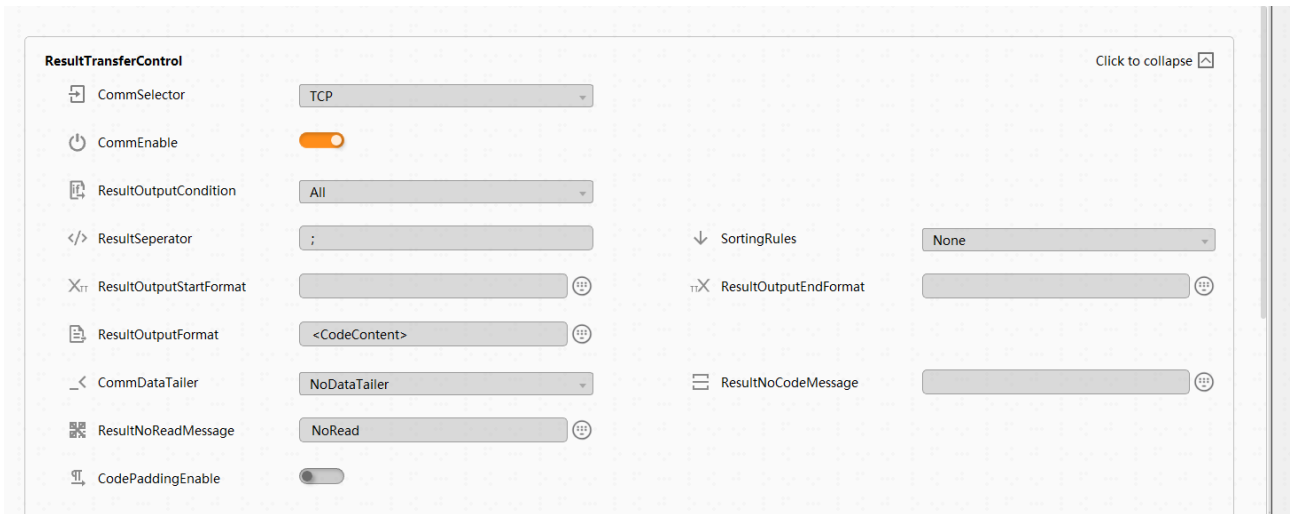 ResultTransferControl Click to collapse
CommSelector TCP
CommEnable
ResultOutputCondition All
ResultSeperator ; SortingRules None
ResultOutputStartFormat ResultOutputEndFormat
ResultOutputFormat <CodeContent>
CommDataTailer NoDataTailer ResultNoCodeMessage
ResultNoReadMessage NoRead
CodePaddingEnable